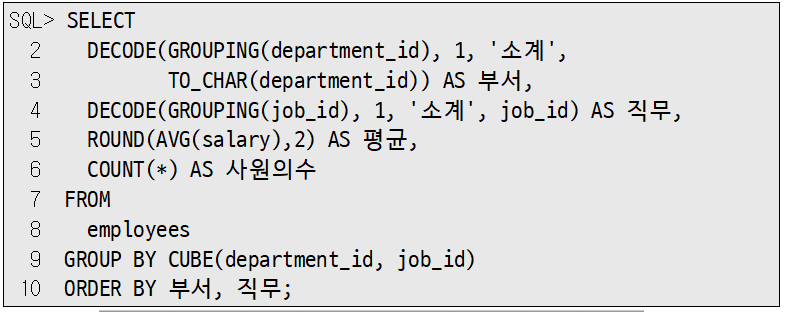 SQL> SELECT
2 DECODE(GROUPING(department_id), 1, '소계',
3 TO_CHAR(department_id)) AS 부서,
4 DECODE(GROUPING(job_id), 1, '소계', job_id) AS 직무,
5 ROUND(AVG(salary),2) AS 평균,
6 COUNT(*) AS 사원의수
7 FROM
8 employees
9 GROUP BY CUBE(department_id, job_id)
10 ORDER BY 부서, 직무;